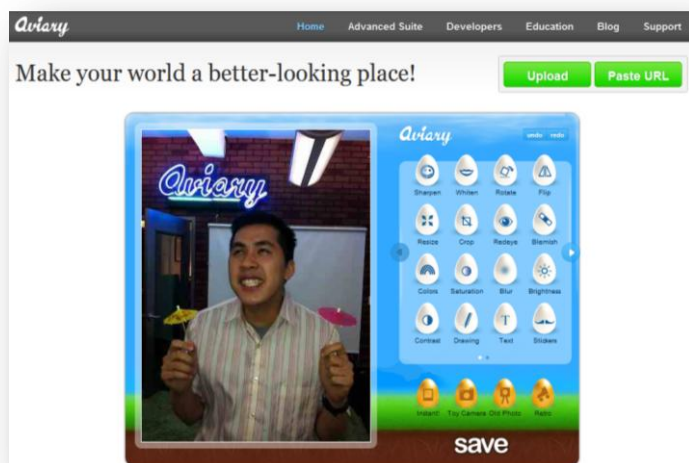 Aviary
Home Advanced Suite Developers Education Blog Support
Make your world a better-looking place!
Upload Paste URL
Aviary
Aviary
undo redo
Sharpen Whiten Rotate Flip
Resize Crop Redeye Blemish
Colors Saturation Blur Brightness
Contrast Drawing Text Stickers
Instant Toy Camera Old Photo Retro
save